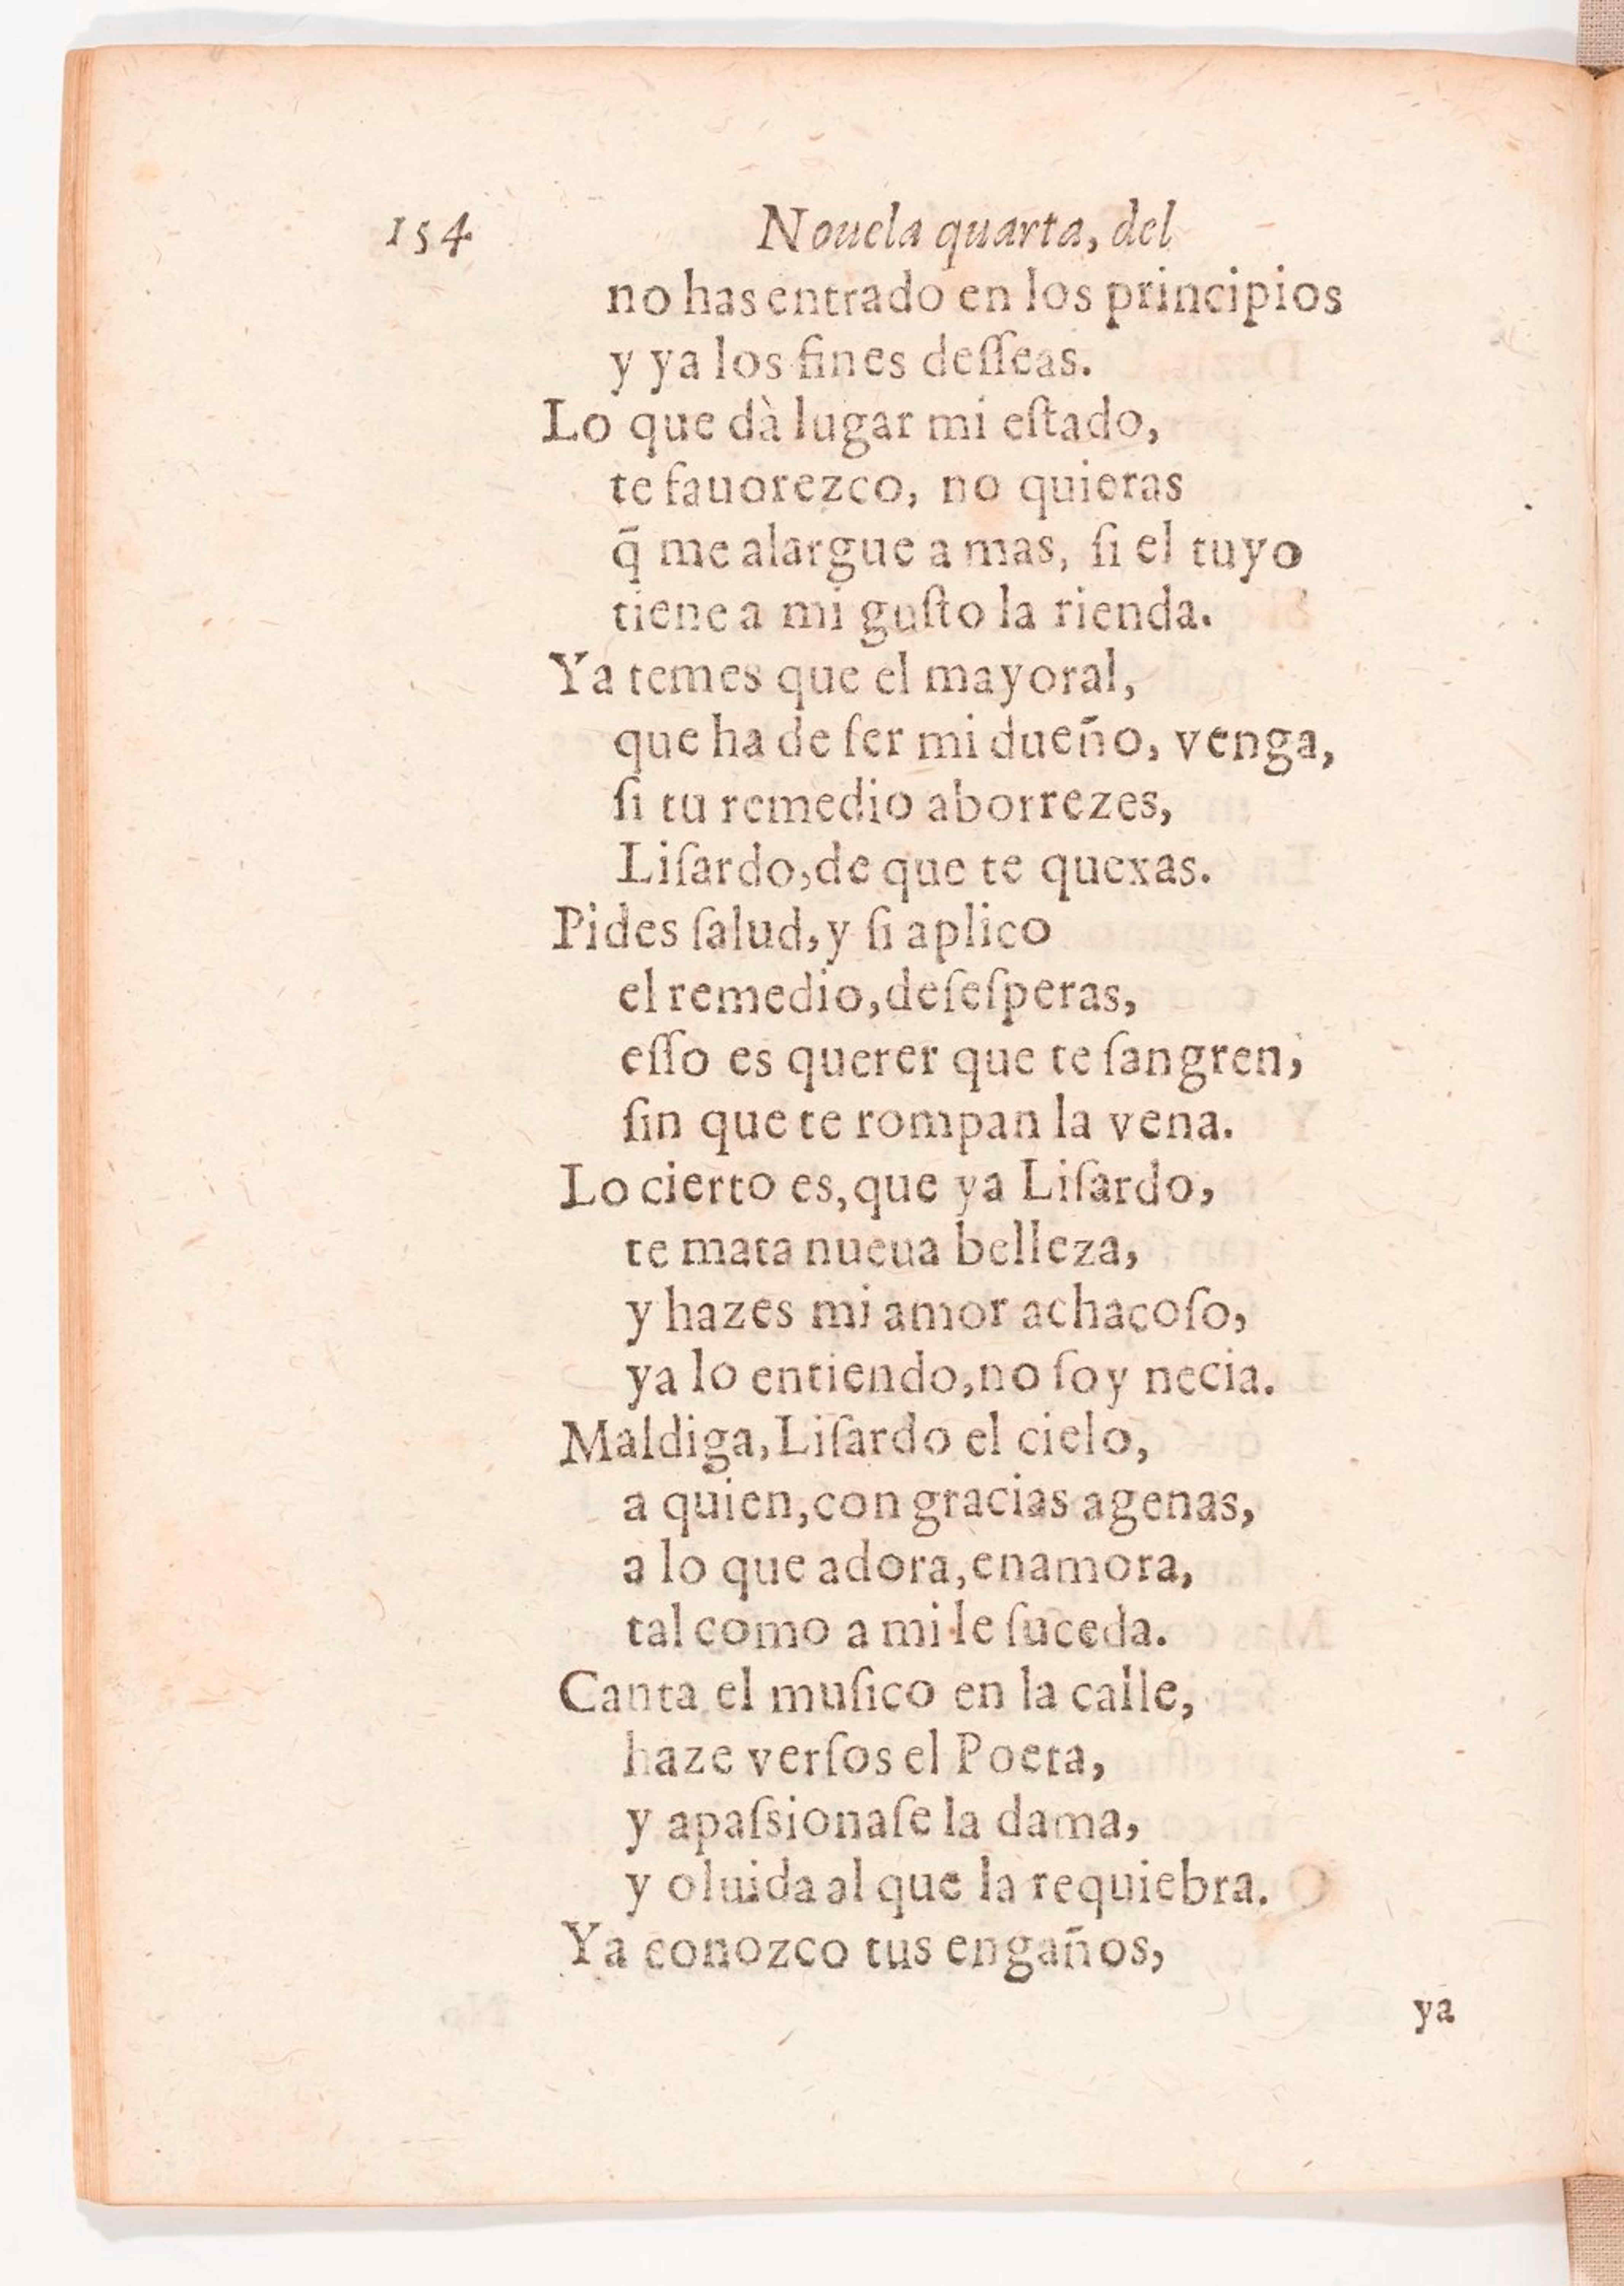 154 Nouela quarta, del
no has entrado en los principios
y ya los fines deſſeas.
Lo que dà lugar mi eſtado,
te fauorezco, no quieras
q̄ me alargue a mas, ſi el tuyo
tiene a mi guſto la rienda.
Ya temes que el mayoral,
que ha de ſer mi dueño, venga,
ſi tu remedio aborrezes,
Liſardo, de que te quexas.
Pides ſalud, y ſi aplico
el remedio, deſeſperas,
eſſo es querer que te ſangren,
ſin que te rompan la vena.
Lo cierto es, que ya Liſardo,
te mata nueua belleza,
y hazes mi amor achacoſo,
ya lo entiendo, no ſoy necia.
Maldiga, Liſardo el cielo,
a quien, con gracias agenas,
a lo que adora, enamora,
tal como a mi le ſuceda.
Canta el muſico en la calle,
haze verſos el Poeta,
y apaſsionaſe la dama,
y oluida al que la requiebra.
Ya conozco tus engaños,
ya